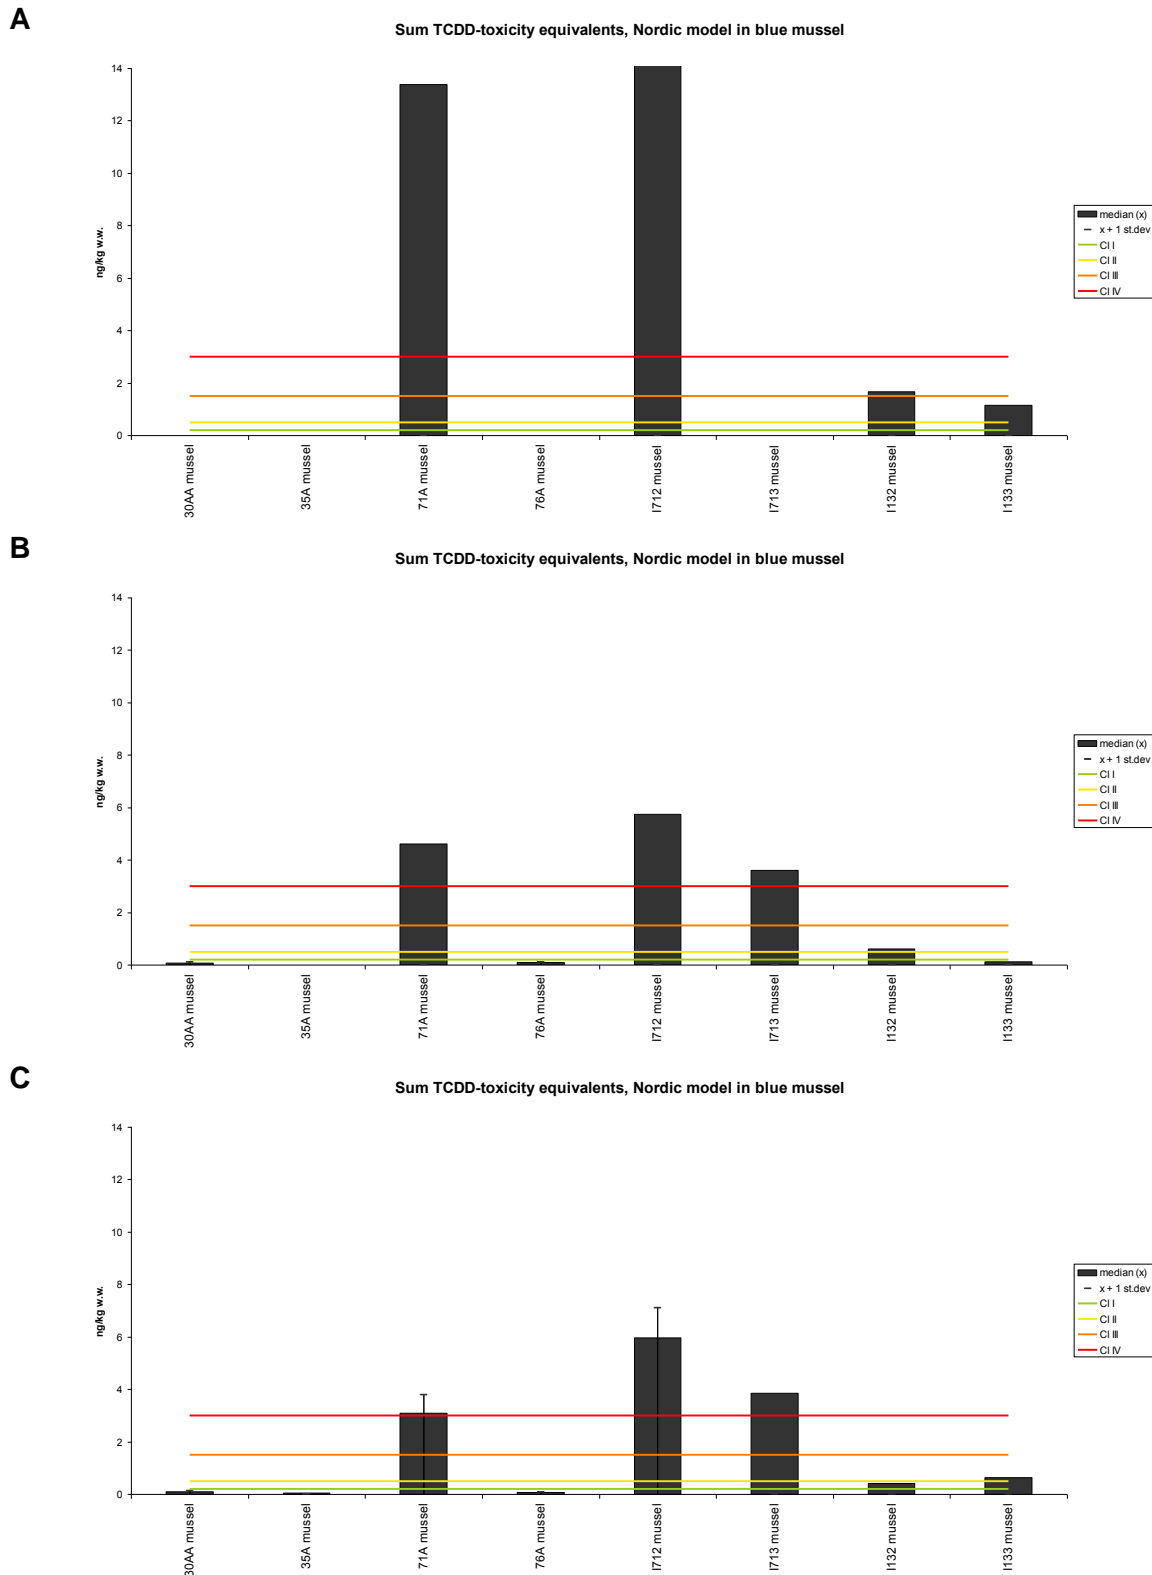 A
Sum TCDD-toxicity equivalents, Nordic model in blue mussel
14
12
10
8
6
4
2
0
ng/kg w.w.
30AA mussel
35A mussel
71A mussel
76A mussel
I712 mussel
I713 mussel
I132 mussel
I133 mussel
median (x)
x + 1 st.dev
Cl I
Cl II
Cl III
Cl IV
B
Sum TCDD-toxicity equivalents, Nordic model in blue mussel
14
12
10
8
6
4
2
0
ng/kg w.w.
30AA mussel
35A mussel
71A mussel
76A mussel
I712 mussel
I713 mussel
I132 mussel
I133 mussel
median (x)
x + 1 st.dev
Cl I
Cl II
Cl III
Cl IV
C
Sum TCDD-toxicity equivalents, Nordic model in blue mussel
14
12
10
8
6
4
2
0
ng/kg w.w.
30AA mussel
35A mussel
71A mussel
76A mussel
I712 mussel
I713 mussel
I132 mussel
I133 mussel
median (x)
x + 1 st.dev
Cl I
Cl II
Cl III
Cl IV